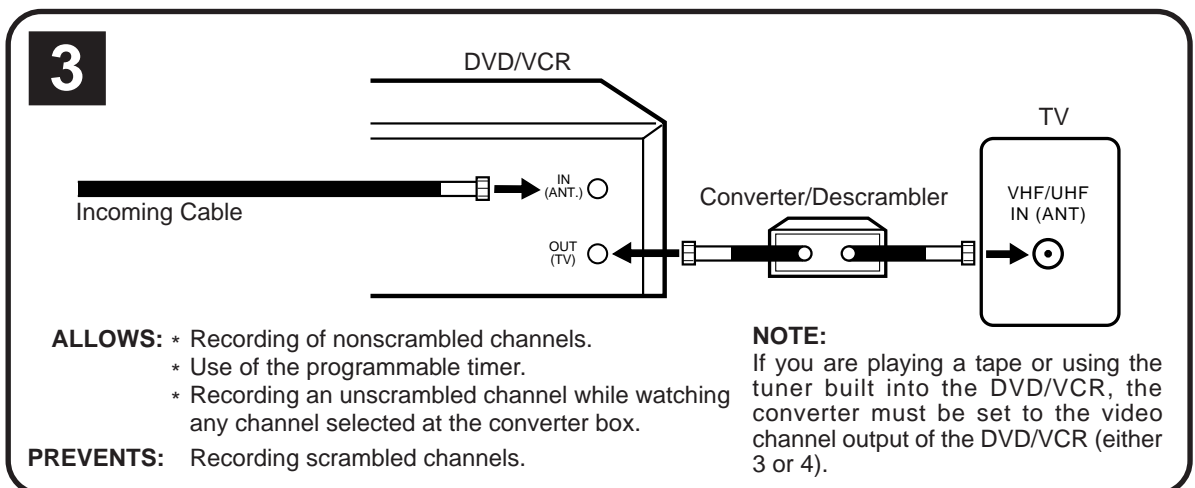 3
DVD/VCR
TV
IN
(ANT.)
Incoming Cable
Converter/Descrambler
VHF/UHF
IN (ANT)
OUT
(TV)
ALLOWS: * Recording of nonscrambled channels.
* Use of the programmable timer.
* Recording an unscrambled channel while watching
any channel selected at the converter box.
PREVENTS: Recording scrambled channels.
NOTE:
If you are playing a tape or using the
tuner built into the DVD/VCR, the
converter must be set to the video
channel output of the DVD/VCR (either
3 or 4).